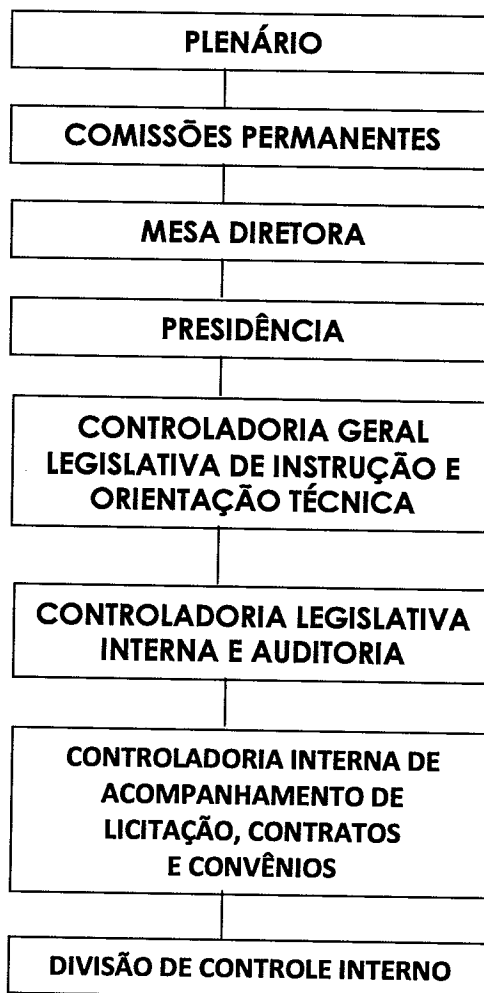 PLENÁRIO
COMISSÕES PERMANENTES
MESA DIRETORA
PRESIDÊNCIA
CONTROLADORIA GERAL
LEGISLATIVA DE INSTRUÇÃO E
ORIENTAÇÃO TÉCNICA
CONTROLADORIA LEGISLATIVA
INTERNA E AUDITORIA
CONTROLADORIA INTERNA DE
ACOMPANHAMENTO DE
LICITAÇÃO, CONTRATOS
E CONVÊNIOS
DIVISÃO DE CONTROLE INTERNO